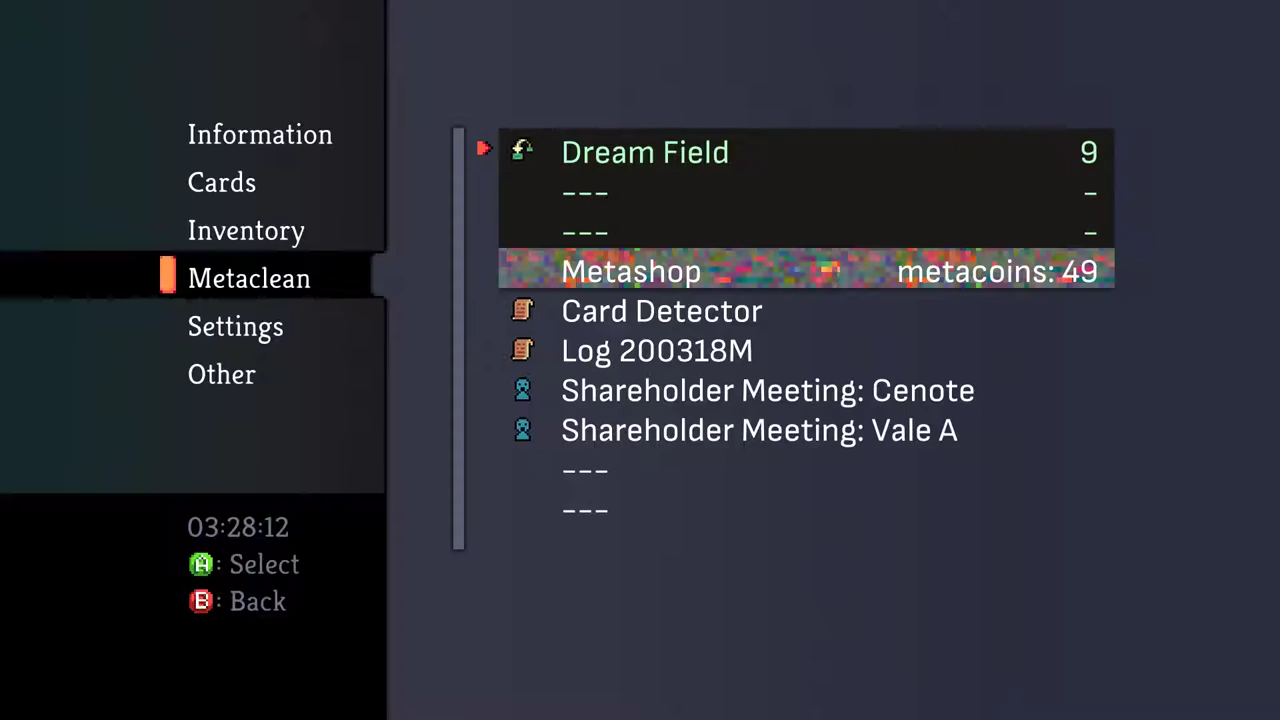 Information
Cards
Inventory
Metaclean
Settings
Other
03:28:12
A: Select
B: Back
Dream Field 9
--- -
--- -
Metashop metacoins: 49
Card Detector
Log 200318M
Shareholder Meeting: Cenote
Shareholder Meeting: Vale A
---
---